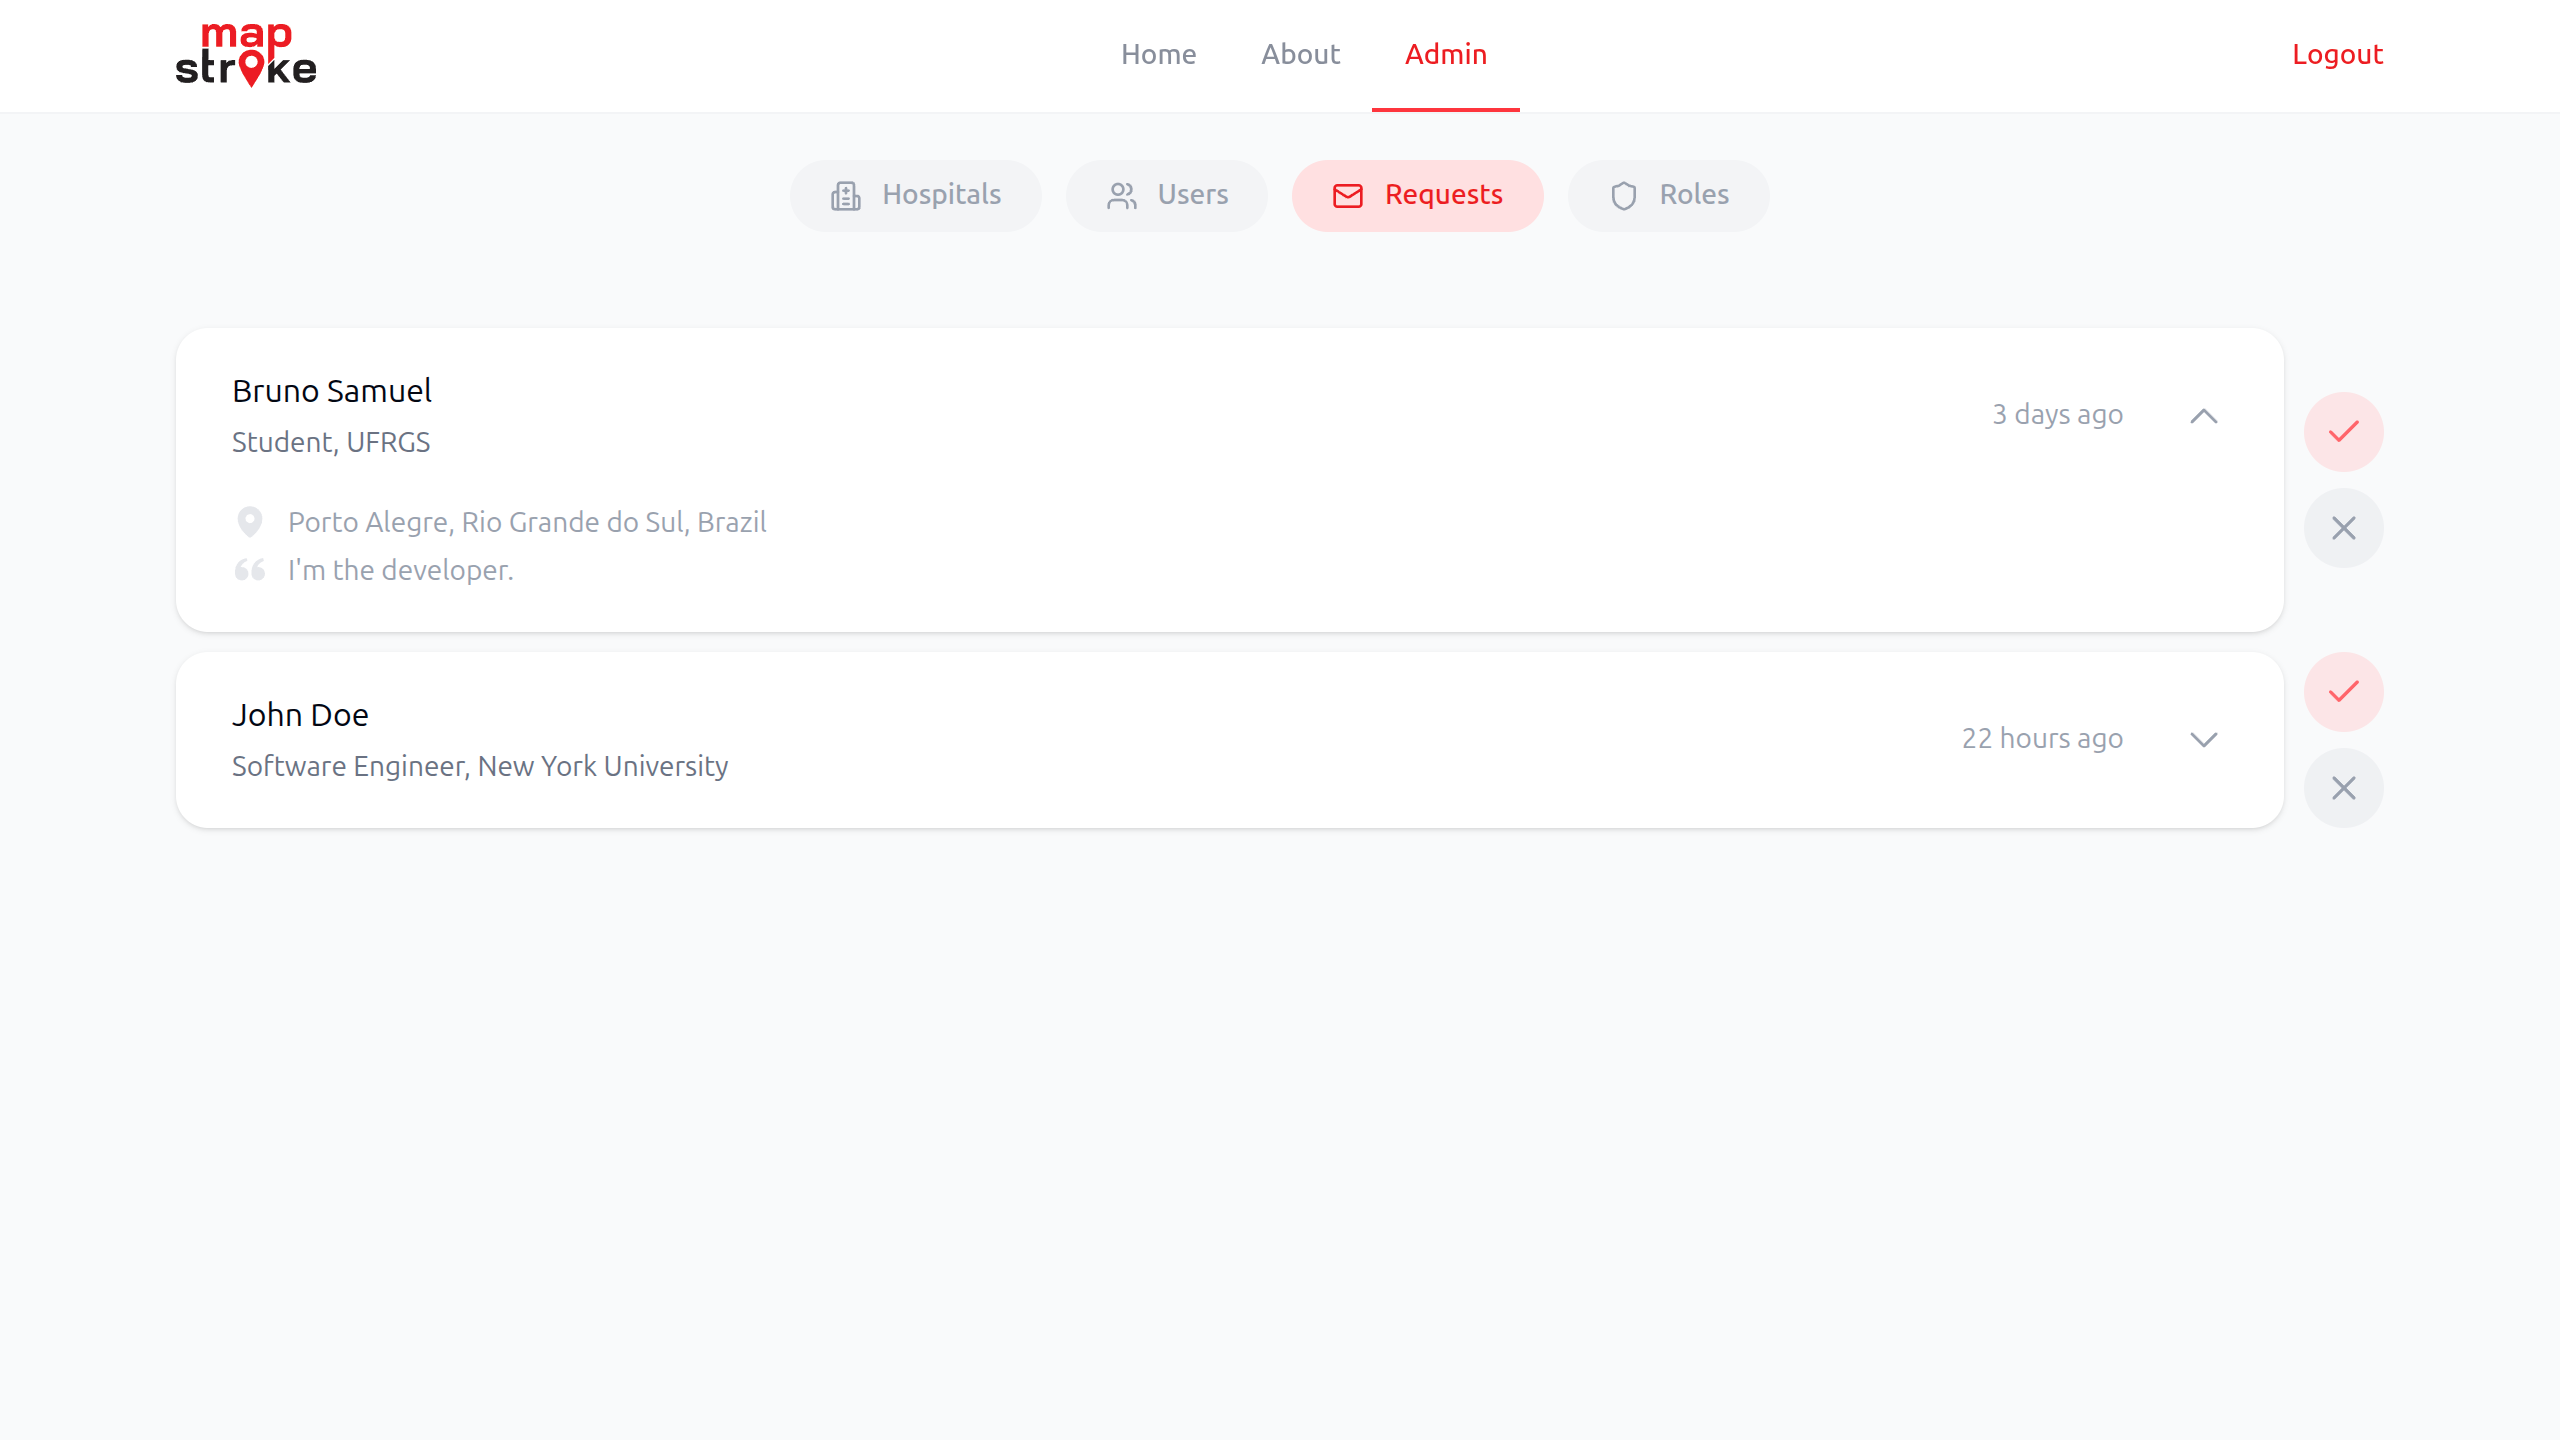 map
stroke
Home
About
Admin
Logout
Hospitals
Users
Requests
Roles
Bruno Samuel
Student, UFRGS
3 days ago
Porto Alegre, Rio Grande do Sul, Brazil
I'm the developer.
John Doe
Software Engineer, New York University
22 hours ago